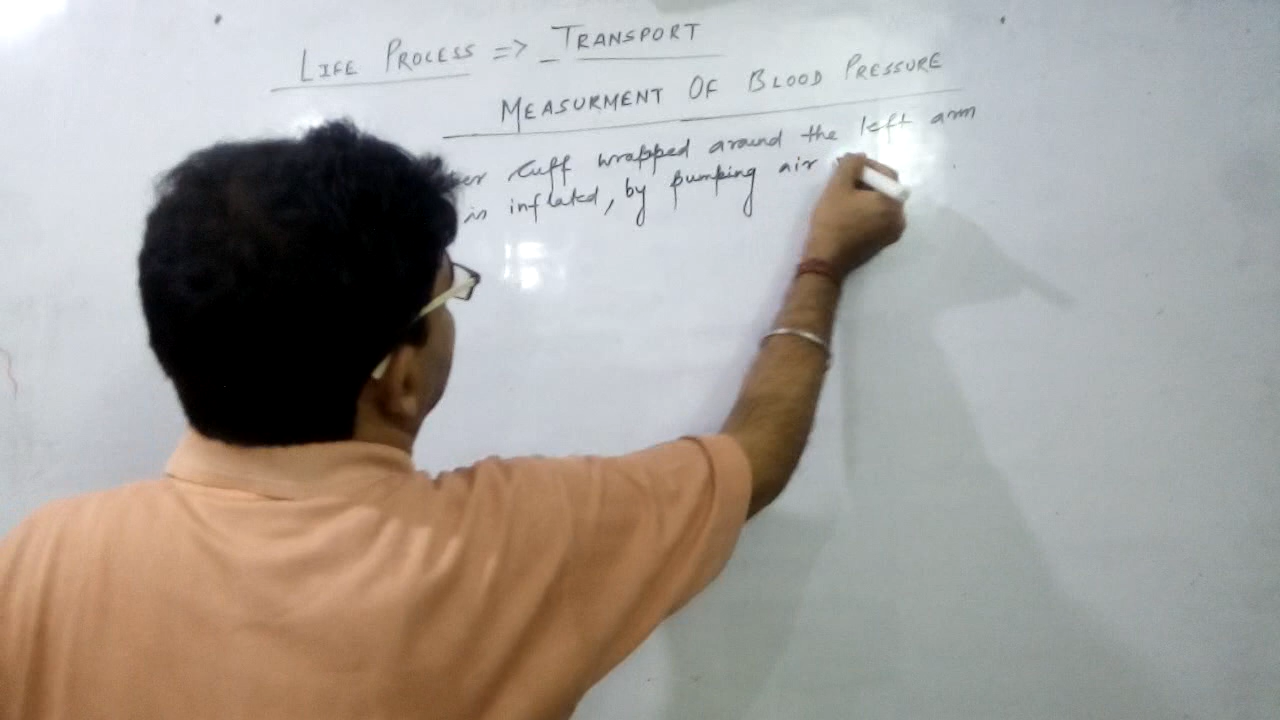 LIFE PROCESS => TRANSPORT
MEASURMENT OF BLOOD PRESSURE
cuff wrapped around the left arm
is inflated, by pumping air